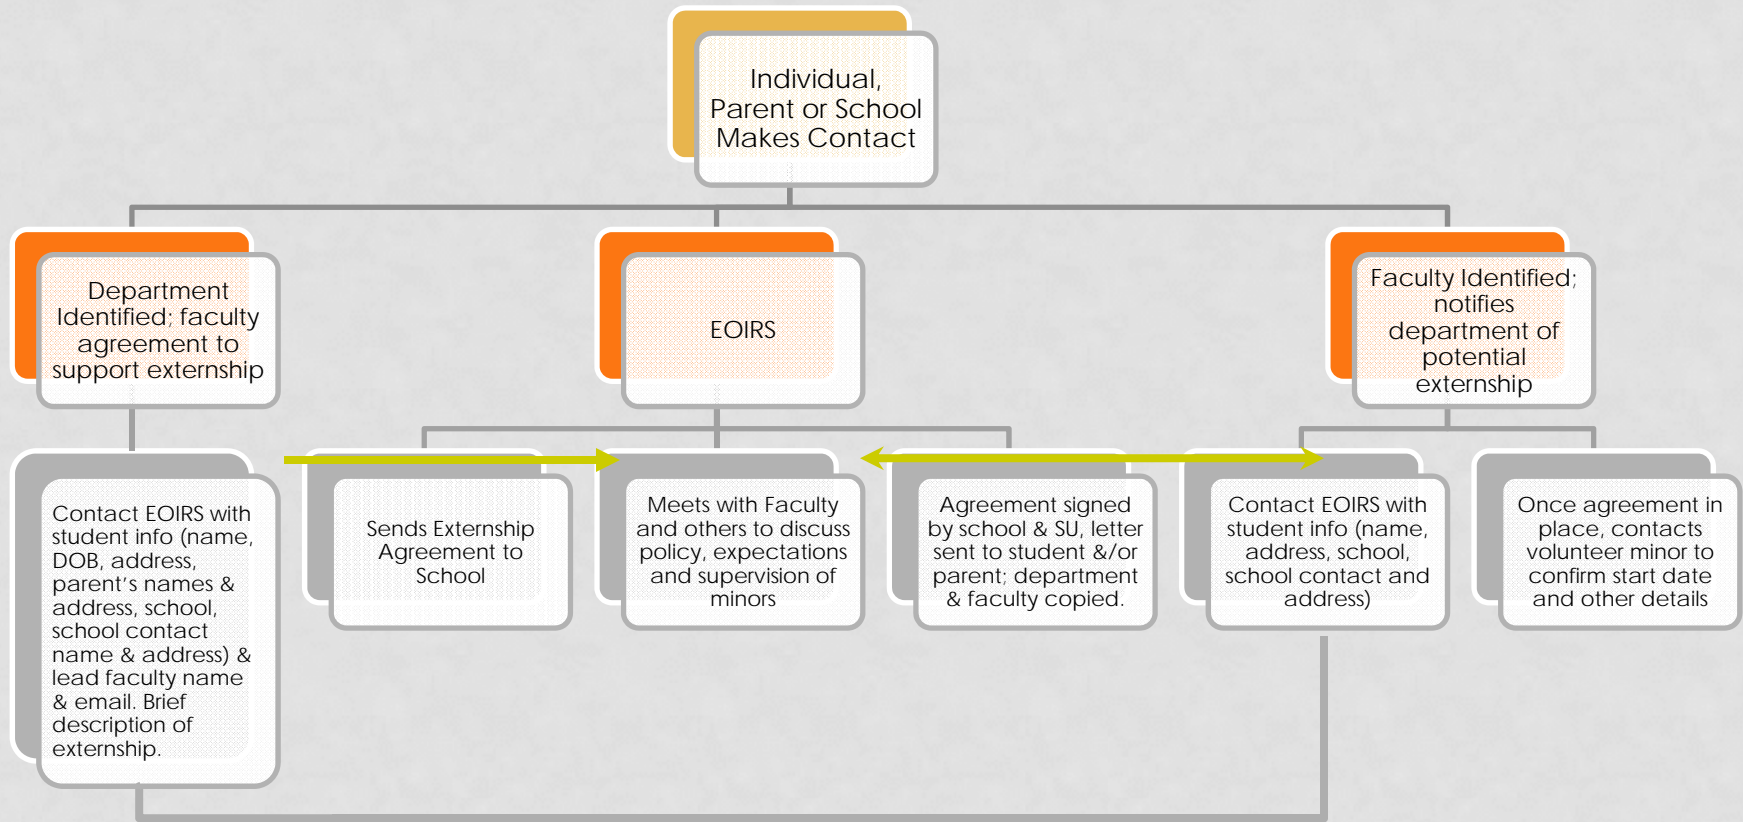 Individual,
Parent or School
Makes Contact
Department
Identified; faculty
agreement to
support externship
EOIRS
Faculty Identified;
notifies
department of
potential
externship
Contact EOIRS with
student info (name,
DOB, address,
parent's names &
address, school,
school contact
name & address) &
lead faculty name
& email. Brief
description of
externship.
Sends Externship
Agreement to
School
Meets with Faculty
and others to discuss
policy, expectations
and supervision of
minors
Agreement signed
by school & SU, letter
sent to student &/or
parent; department
& faculty copied.
Contact EOIRS with
student info (name,
address, school,
school contact and
address)
Once agreement in
place, contacts
volunteer minor to
confirm start date
and other details